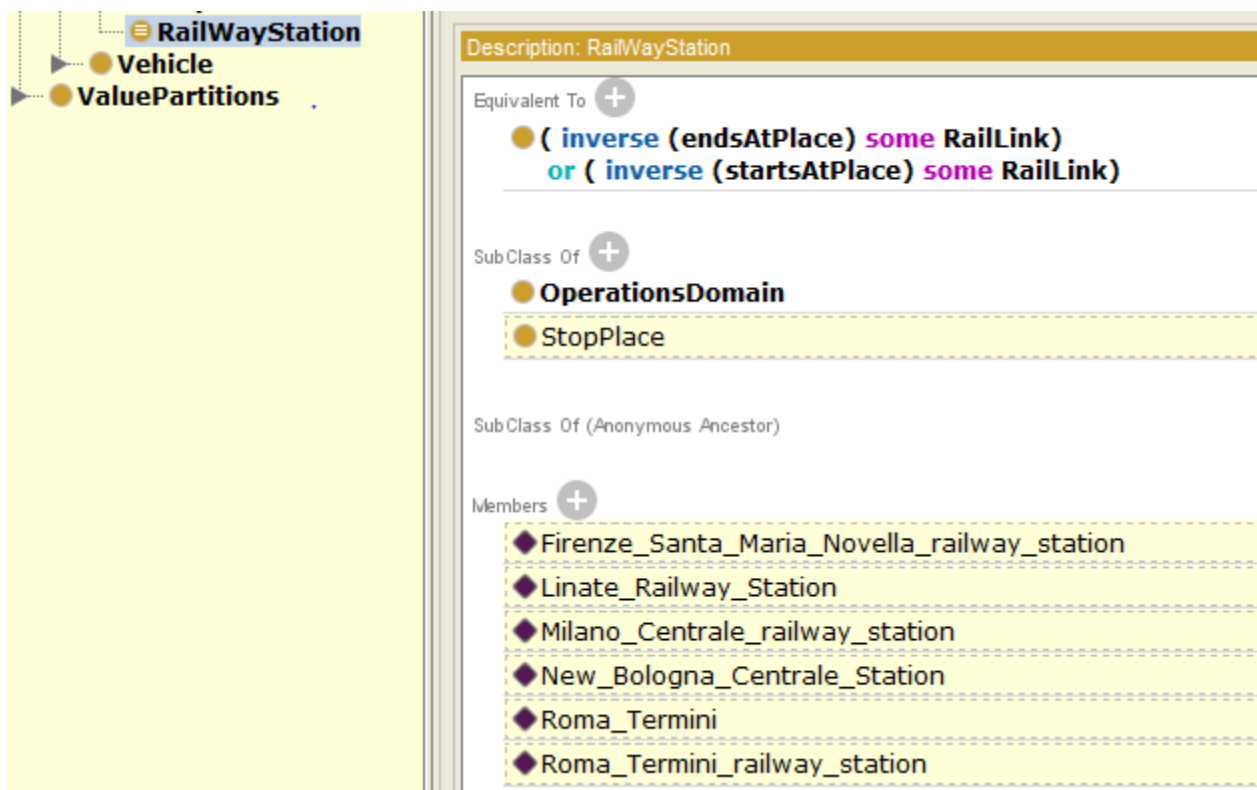 RailWayStation
Vehicle
ValuePartitions
Description: RailWayStation
Equivalent To
( inverse (endsAtPlace) some RailLink)
or ( inverse (startsAtPlace) some RailLink)
SubClass Of
OperationsDomain
StopPlace
SubClass Of (Anonymous Ancestor)
Members
Firenze_Santa_Maria_Novella_railway_station
Linate_Railway_Station
Milano_Centrale_railway_station
New_Bologna_Centrale_Station
Roma_Termini
Roma_Termini_railway_station